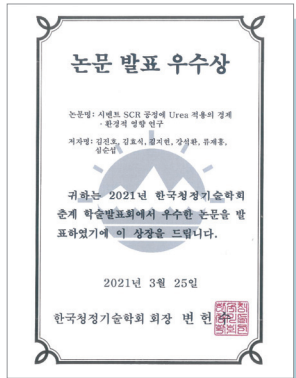 논문 발표 우수상
논문명: 시멘트 SCR 공정에 Urea 적용의 경제
· 환경적 영향 연구
저자명: 김진호, 김효식, 김지현, 강석환, 류재홍,
심순섭
귀하는 2021년 한국청정기술학회
춘계 학술발표회에서 우수한 논문을 발
표하였기에 이 상장을 드립니다.
2021년 3월 25일
한국청정기술학회 회장 변헌수